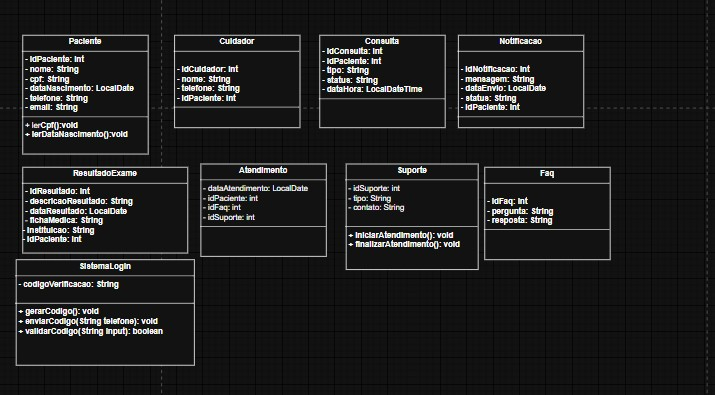 Paciente
- idPaciente: int
- nome: String
- cpf: String
- dataNascimento: LocalDate
- telefone: String
- email: String
+ lerCpf():void
+ lerDataNascimento():void
Cuidador
- idCuidador: int
- nome: String
- telefone: String
- idPaciente: int
Consulta
- idConsulta: int
- idPaciente: int
- tipo: String
- status: String
- dataHora: LocalDateTime
Notificacao
- idNotificacao: int
- mensagem: String
- dataEnvio: LocalDate
- status: String
- idPaciente: int
ResultadoExame
- idResultado: int
- descricaoResultado: String
- dataResultado: LocalDate
- fichaMedica: String
- instituicao: String
- idPaciente: int
Atendimento
- dataAtendimento: LocalDate
- idPaciente: int
- idFaq: int
- idSuporte: int
Suporte
- idSuporte: int
- tipo: String
- contato: String
+ iniciarAtendimento(): void
+ finalizarAtendimento(): void
Faq
- idFaq: int
- pergunta: String
- resposta: String
SistemaLogin
- codigoVerificacao: String
+ gerarCodigo(): void
+ enviarCodigo(String telefone): void
+ validarCodigo(String input): boolean